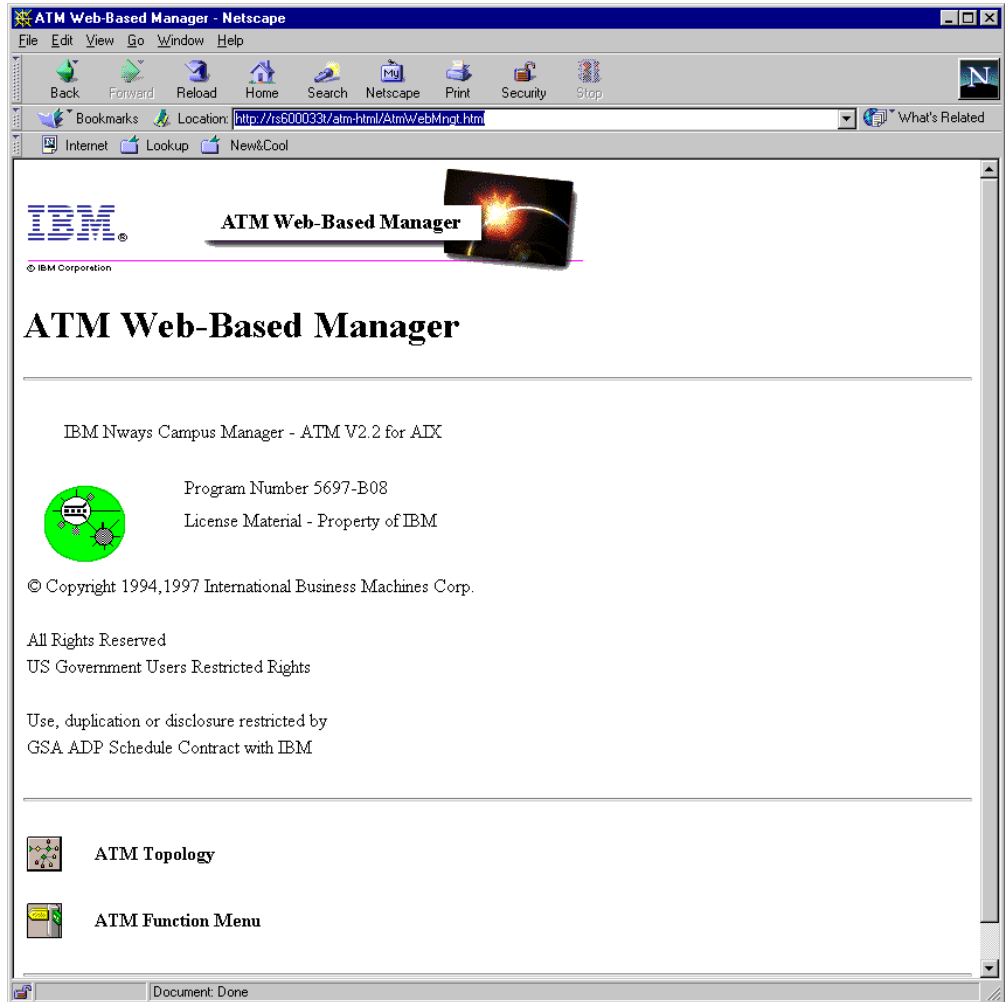 ATM Web-Based Manager - Netscape
File Edit View Go Window Help
Back Forward Reload Home Search Netscape Print Security Stop
My
N
Bookmarks Location: http://rs600033t/atm-html/AtmWebMngt.html What's Related
Internet Lookup New&Cool
IBM®
ATM Web-Based Manager
© IBM Corporation
ATM Web-Based Manager
IBM Nways Campus Manager - ATM V2.2 for AIX
Program Number 5697-B08
License Material - Property of IBM
© Copyright 1994,1997 International Business Machines Corp.
All Rights Reserved
US Government Users Restricted Rights
Use, duplication or disclosure restricted by
GSA ADP Schedule Contract with IBM
ATM Topology
ATM Function Menu
Document: Done